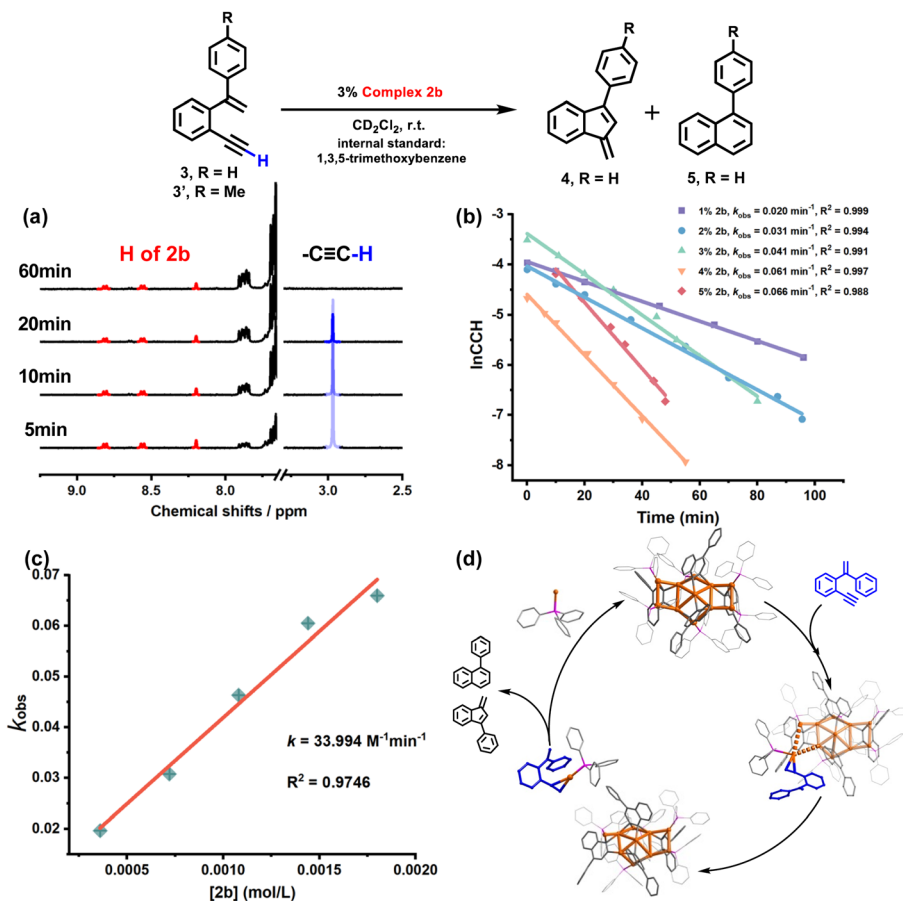 R
R
3% Complex 2b
CD2Cl2, r.t.
internal standard:
1,3,5-trimethoxybenzene
+
H
3, R = H
3', R = Me
4, R = H
5, R = H
R
(a)
H of 2b
-C≡C-H
60min
20min
10min
5min
9.0
8.5
8.0
3.0
2.5
Chemical shifts / ppm
(b)
1% 2b, kobs = 0.020 min-1, R2 = 0.999
2% 2b, kobs = 0.031 min-1, R2 = 0.994
3% 2b, kobs = 0.041 min-1, R2 = 0.991
4% 2b, kobs = 0.061 min-1, R2 = 0.997
5% 2b, kobs = 0.066 min-1, R2 = 0.988
lnCCH
-3
-4
-5
-6
-7
-8
0
20
40
60
80
100
Time (min)
(c)
kobs
0.07
0.06
0.05
0.04
0.03
0.02
k = 33.994 M-1min-1
R2 = 0.9746
0.0005
0.0010
0.0015
0.0020
[2b] (mol/L)
(d)